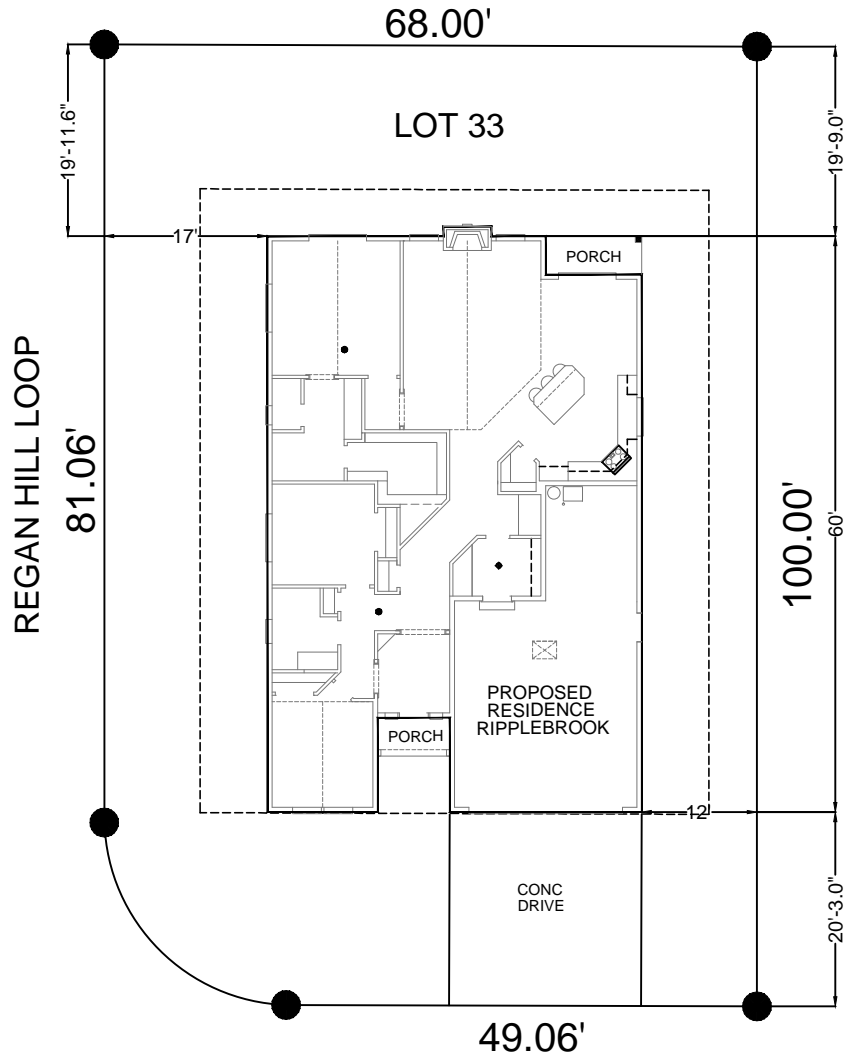 68.00'
19'-11.6"
19'-9.0"
LOT 33
17'
PORCH
REGAN HILL LOOP
81.06'
100.00'
60'
PROPOSED
RESIDENCE
RIPPLEBROOK
PORCH
12'
CONC
DRIVE
20'-3.0"
49.06'